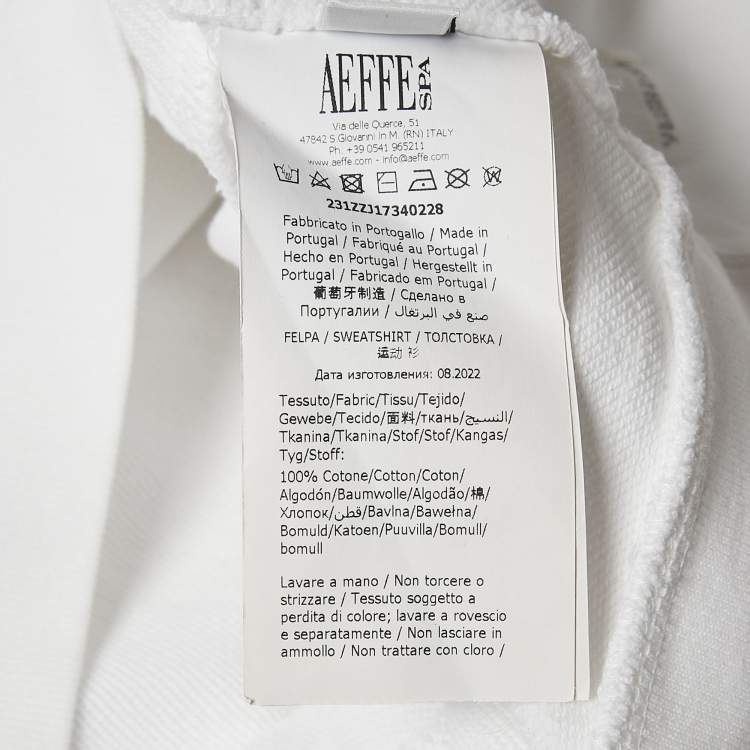 AEFFE SPA
Via delle Querce, 51
47842 S.Giovanni in M. (RN) ITALY
Ph. +39 0541 965211
www.aeffe.com - info@aeffe.com
231ZZJ17340228
Fabbricato in Portogallo / Made in
Portugal / Fabriqué au Portugal /
Hecho en Portugal / Hergestellt in
Portugal / Fabricado em Portugal /
葡萄牙制造 / Сделано в
Португалии / صنع في البرتغال
FELPA / SWEATSHIRT / ТОЛСТОВКА /
运动 衫
Дата изготовления: 08.2022
Tessuto/Fabric/Tissu/Tejido/
Gewebe/Tecido/面料/ткань/النسيج/
Tkanina/Tkanina/Stof/Stof/Kangas/
Tyg/Stoff:
100% Cotone/Cotton/Coton/
Algodón/Baumwolle/Algodão/棉/
Хлопок/قطن/Bavlna/Bawełna/
Bomuld/Katoen/Puuvilla/Bomull/
bomull
Lavare a mano / Non torcere o
strizzare / Tessuto soggetto a
perdita di colore; lavare a rovescio
e separatamente / Non lasciare in
ammollo / Non trattare con cloro /